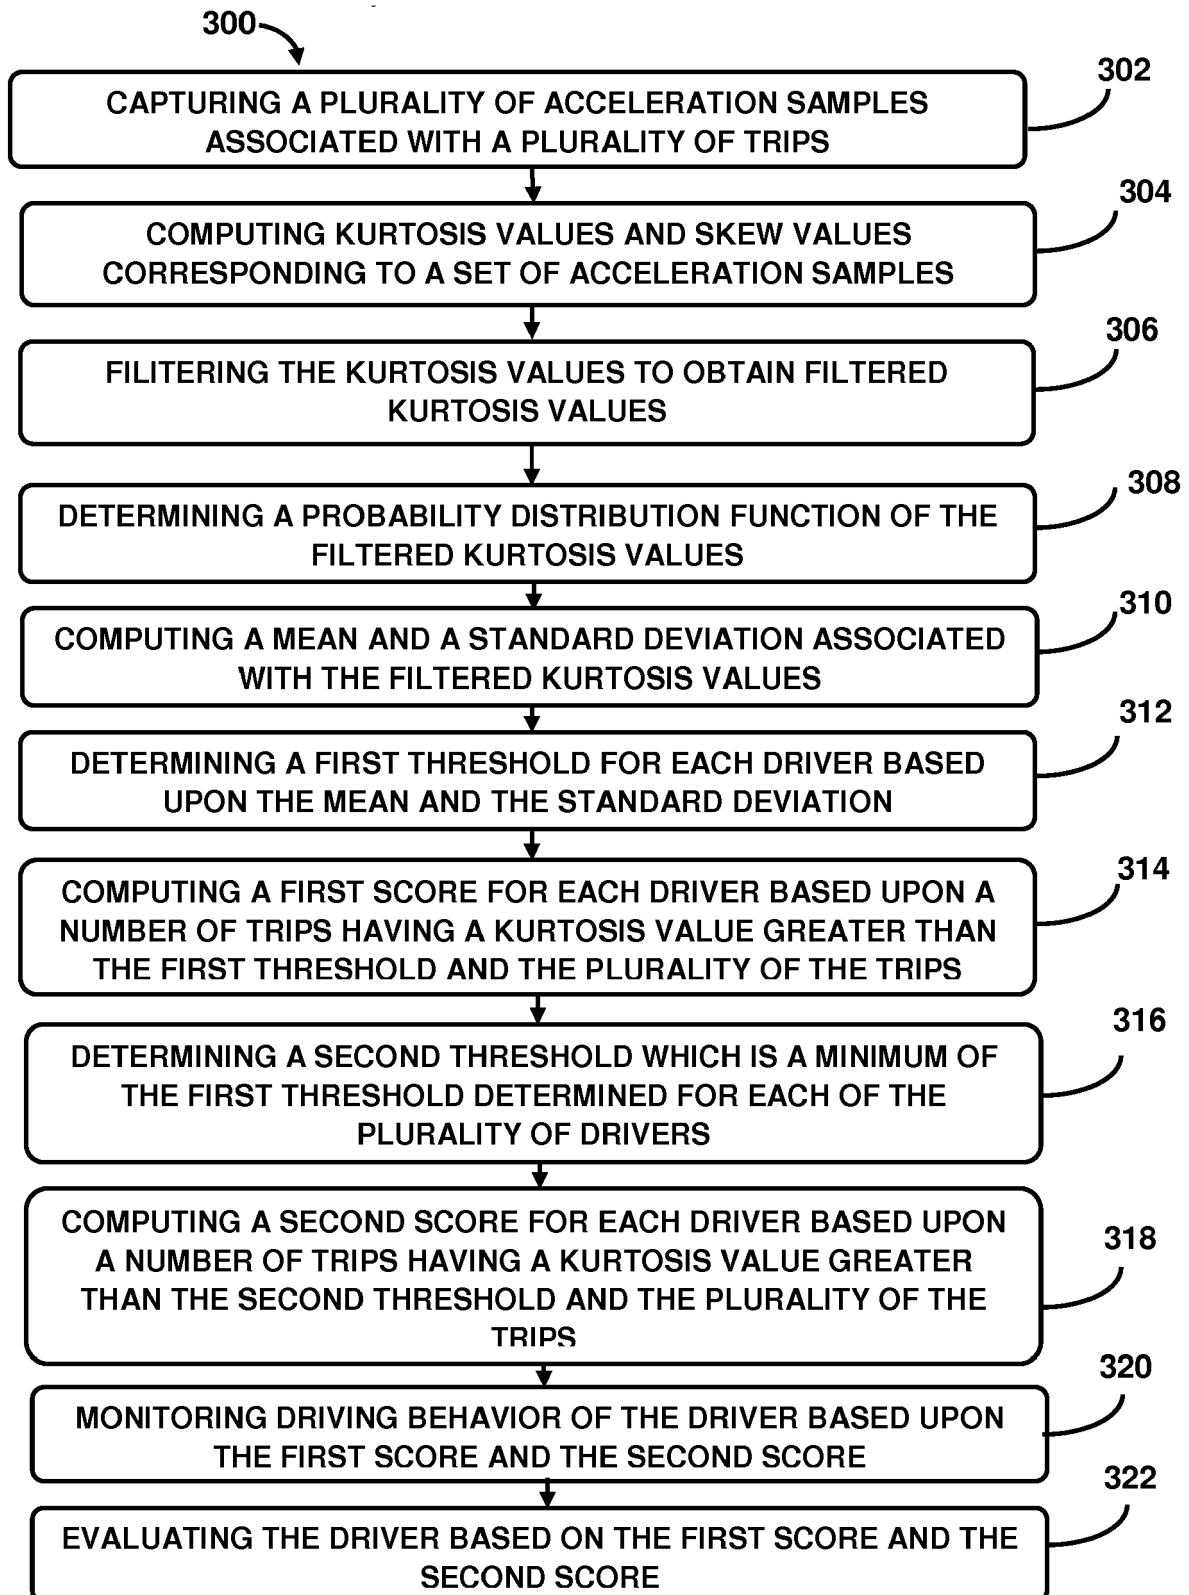 300
302
CAPTURING A PLURALITY OF ACCELERATION SAMPLES
ASSOCIATED WITH A PLURALITY OF TRIPS
304
COMPUTING KURTOSIS VALUES AND SKEW VALUES
CORRESPONDING TO A SET OF ACCELERATION SAMPLES
306
FILITERING THE KURTOSIS VALUES TO OBTAIN FILTERED
KURTOSIS VALUES
308
DETERMINING A PROBABILITY DISTRIBUTION FUNCTION OF THE
FILTERED KURTOSIS VALUES
310
COMPUTING A MEAN AND A STANDARD DEVIATION ASSOCIATED
WITH THE FILTERED KURTOSIS VALUES
312
DETERMINING A FIRST THRESHOLD FOR EACH DRIVER BASED
UPON THE MEAN AND THE STANDARD DEVIATION
314
COMPUTING A FIRST SCORE FOR EACH DRIVER BASED UPON A
NUMBER OF TRIPS HAVING A KURTOSIS VALUE GREATER THAN
THE FIRST THRESHOLD AND THE PLURALITY OF THE TRIPS
316
DETERMINING A SECOND THRESHOLD WHICH IS A MINIMUM OF
THE FIRST THRESHOLD DETERMINED FOR EACH OF THE
PLURALITY OF DRIVERS
318
COMPUTING A SECOND SCORE FOR EACH DRIVER BASED UPON
A NUMBER OF TRIPS HAVING A KURTOSIS VALUE GREATER
THAN THE SECOND THRESHOLD AND THE PLURALITY OF THE
TRIPS
320
MONITORING DRIVING BEHAVIOR OF THE DRIVER BASED UPON
THE FIRST SCORE AND THE SECOND SCORE
322
EVALUATING THE DRIVER BASED ON THE FIRST SCORE AND THE
SECOND SCORE